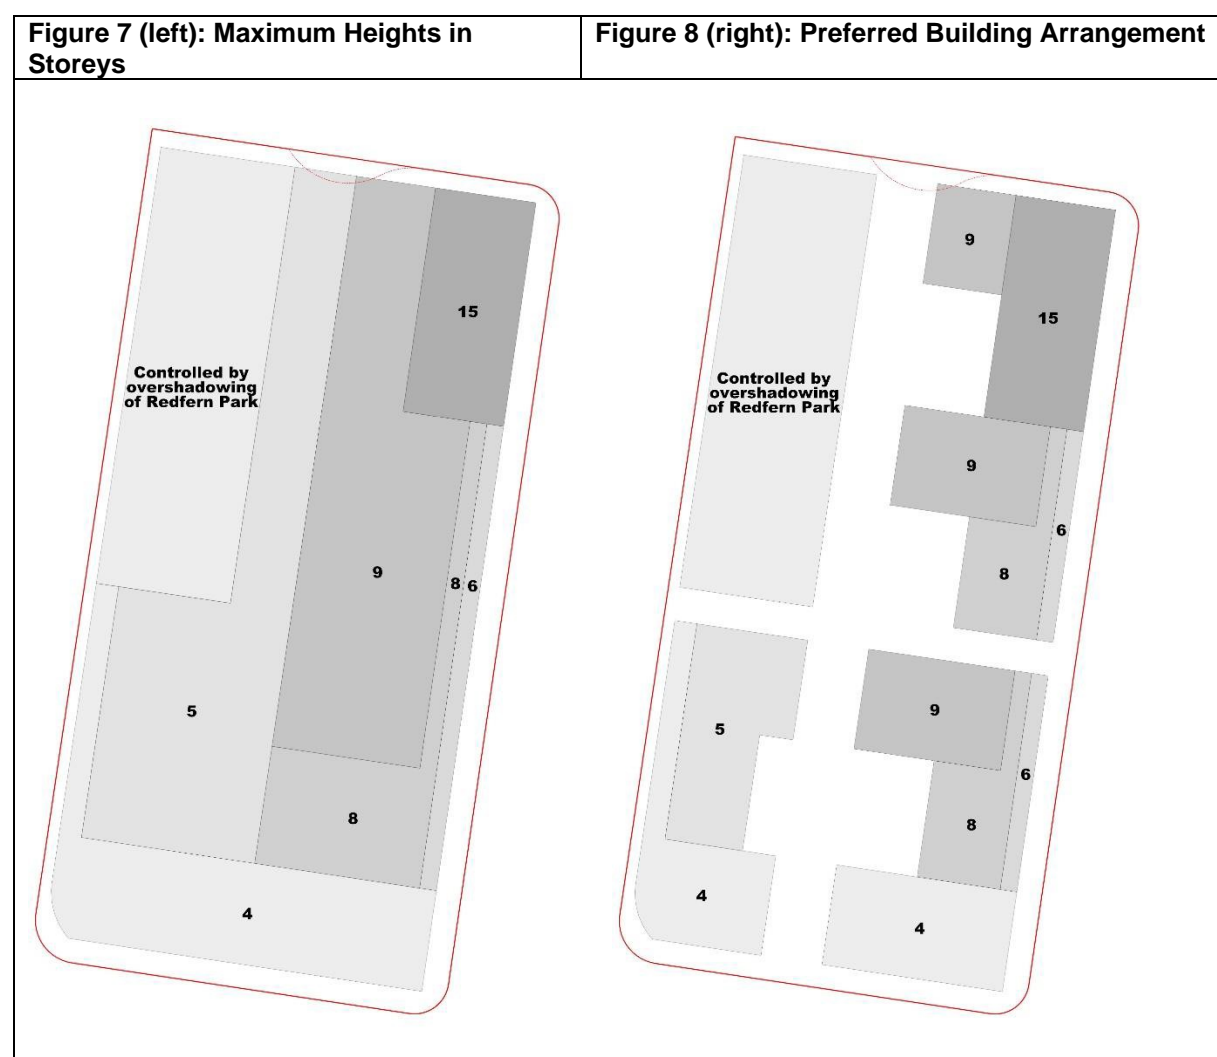 Figure 7 (left): Maximum Heights in
Storeys
Figure 8 (right): Preferred Building Arrangement
15
Controlled by
overshadowing
of Redfern Park
9
8
6
5
8
4
9
15
Controlled by
overshadowing
of Redfern Park
9
6
8
9
5
6
8
4
4